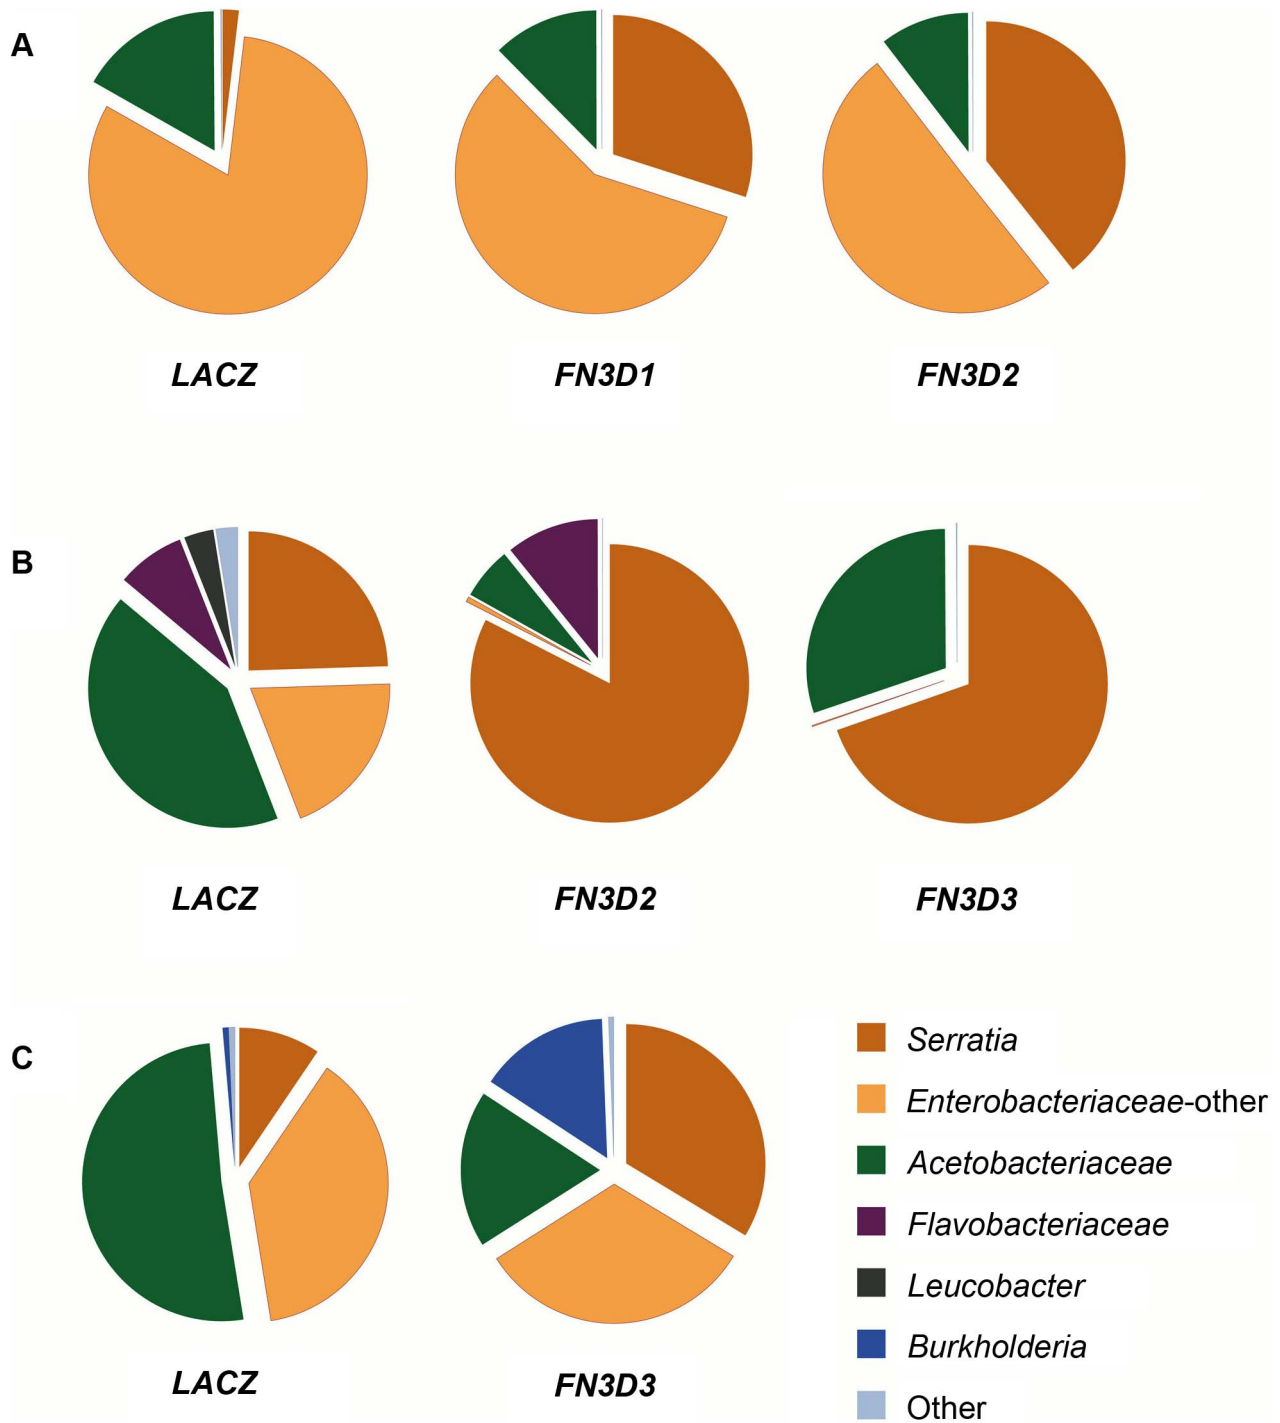 A
LACZ
FN3D1
FN3D2
B
LACZ
FN3D2
FN3D3
C
LACZ
FN3D3
Serratia
Enterobacteriaceae-other
Acetobacteriaceae
Flavobacteriaceae
Leucobacter
Burkholderia
Other